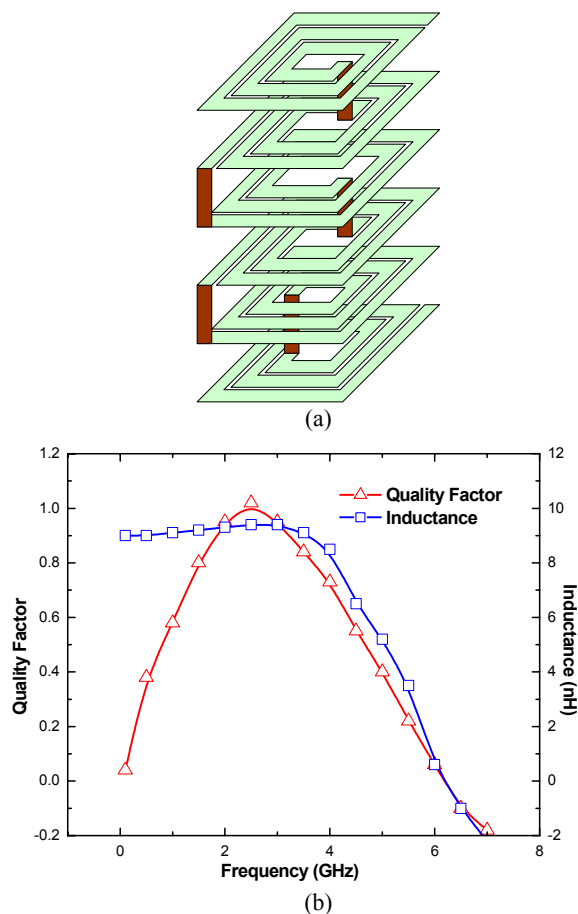 (a)
1.2
1.0
0.8
0.6
0.4
0.2
0.0
-0.2
Quality Factor
Quality Factor
Inductance
12
10
8
6
4
2
0
-2
Inductance (nH)
0 2 4 6 8
Frequency (GHz)
(b)